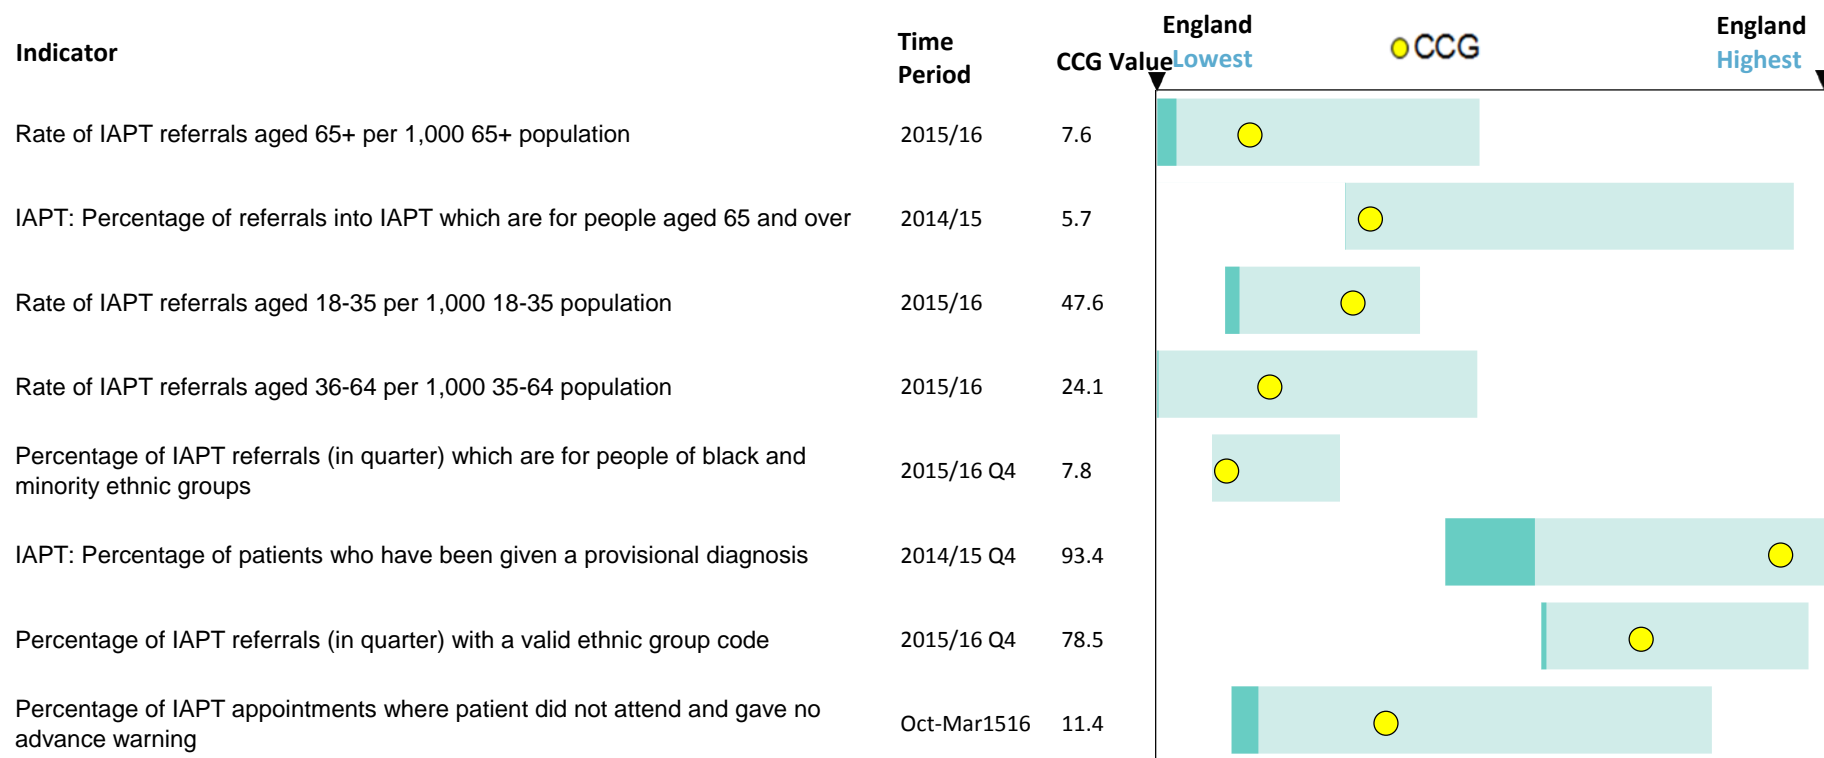 Indicator
Time
Period
CCG Value
England
Lowest
CCG
England
Highest
Rate of IAPT referrals aged 65+ per 1,000 65+ population 2015/16 7.6
IAPT: Percentage of referrals into IAPT which are for people aged 65 and over 2014/15 5.7
Rate of IAPT referrals aged 18-35 per 1,000 18-35 population 2015/16 47.6
Rate of IAPT referrals aged 36-64 per 1,000 35-64 population 2015/16 24.1
Percentage of IAPT referrals (in quarter) which are for people of black and
minority ethnic groups
2015/16 Q4 7.8
IAPT: Percentage of patients who have been given a provisional diagnosis 2014/15 Q4 93.4
Percentage of IAPT referrals (in quarter) with a valid ethnic group code 2015/16 Q4 78.5
Percentage of IAPT appointments where patient did not attend and gave no
advance warning
Oct-Mar1516 11.4